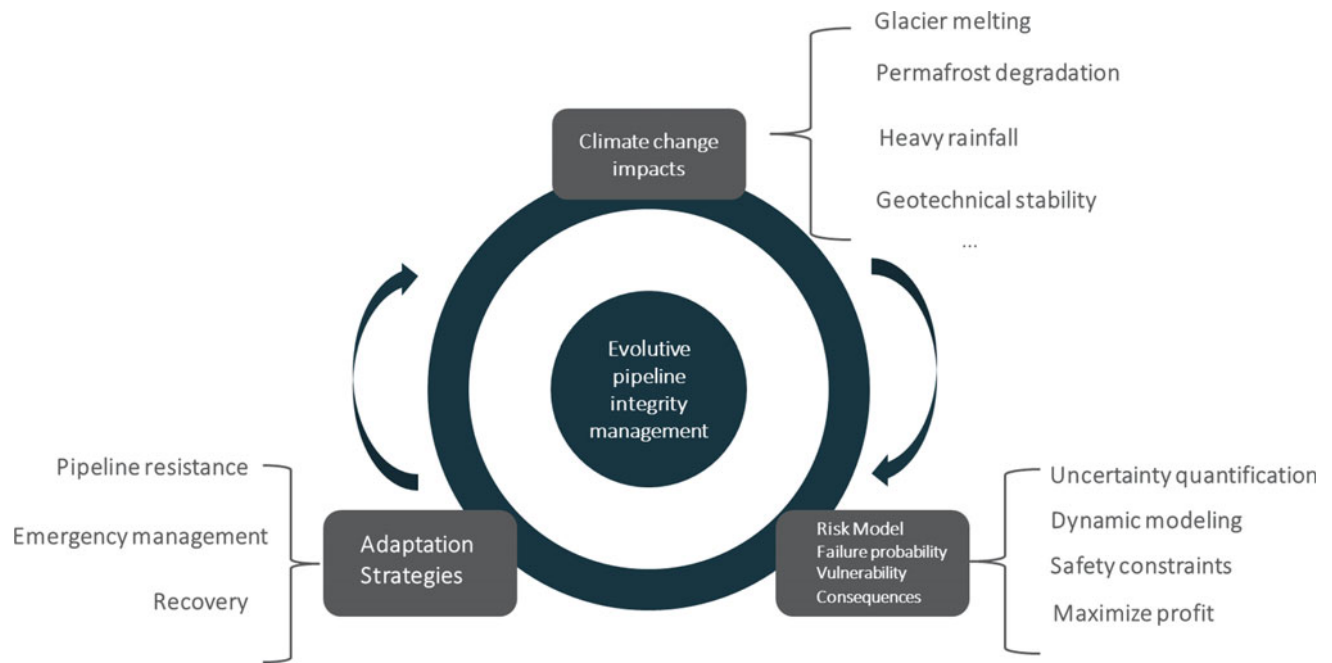 Glacier melting
Permafrost degradation
Climate change
impacts
Heavy rainfall
Geotechnical stability
...
Evolutive
pipeline
integrity
management
Pipeline resistance
Emergency management
Recovery
Adaptation
Strategies
Risk Model
Failure probability
Vulnerability
Consequences
Uncertainty quantification
Dynamic modeling
Safety constraints
Maximize profit